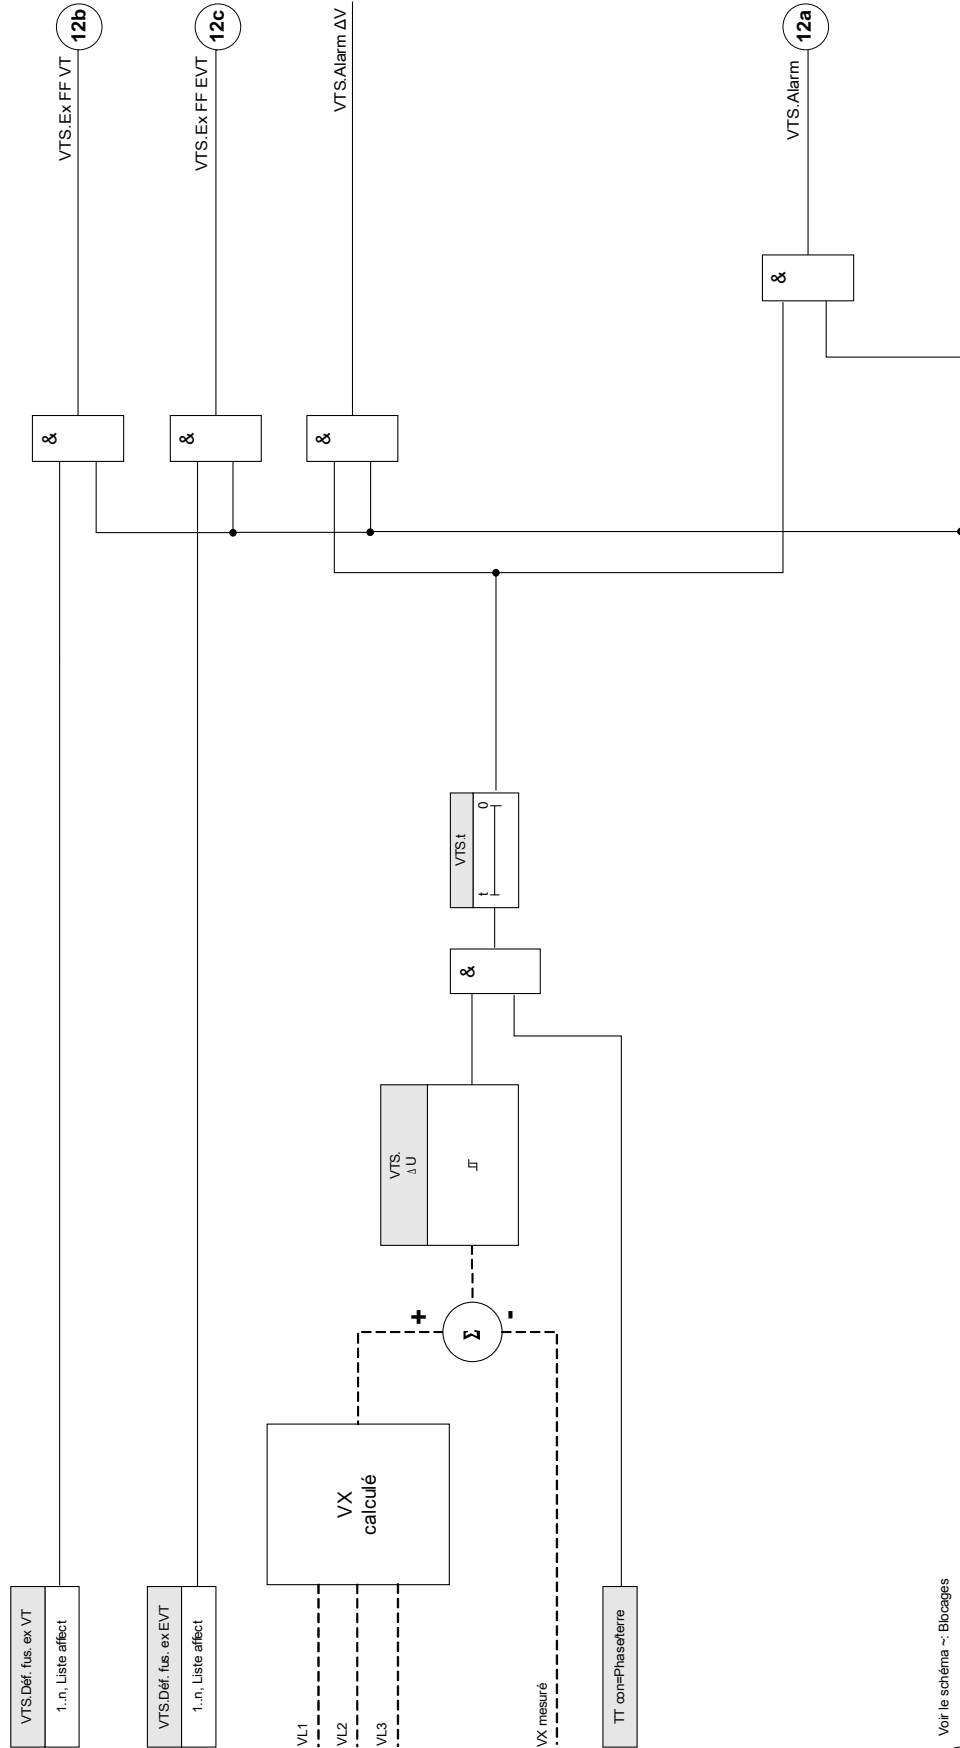 VTS.Déf. fus. ex VT
1..n, Liste affect
&
VTS.Ex FF VT
12b
VTS.Déf. fus. ex EVT
1..n, Liste affect
&
VTS.Ex FF EVT
12c
VL1
VL2
VL3
VX
calculé
&
VTS.Alarm ΔV
VX mesuré
+
Σ
-
VTS.
Δ U
&
VTS.t
t 0
TT con=Phase/terre
&
VTS.Alarm
12a
Voir le schéma ~: Blocages